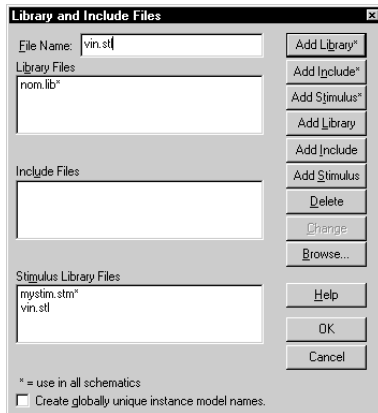 Library and Include Files
File Name: vin.stl
Library Files
nom.lib*
Include Files
Stimulus Library Files
mystim.stm*
vin.stl
* = use in all schematics
Create globally unique instance model names.
Add Library*
Add Include*
Add Stimulus*
Add Library
Add Include
Add Stimulus
Delete
Change
Browse...
Help
OK
Cancel